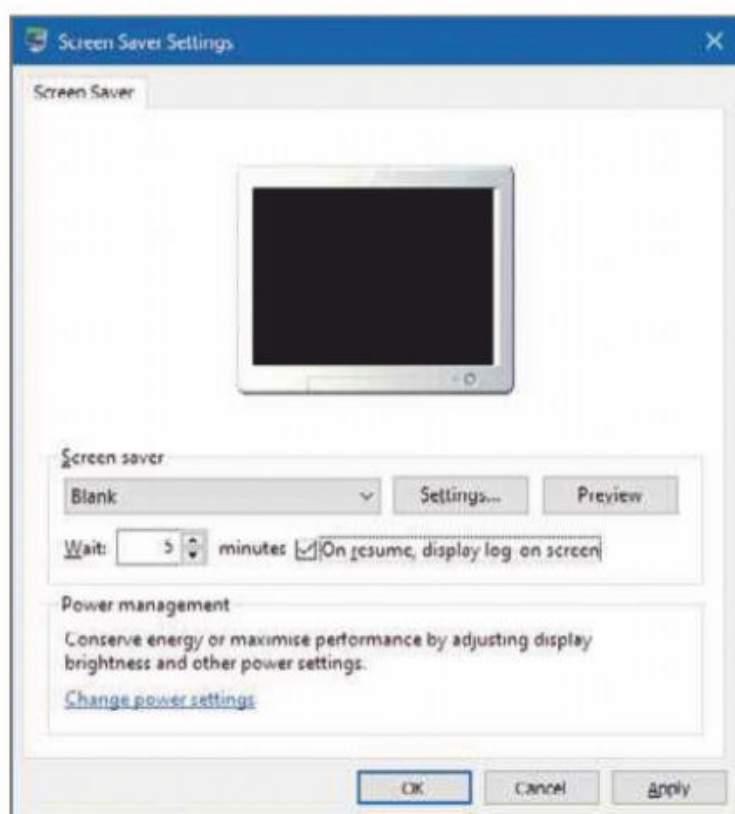 Screen Saver Settings
Screen Saver
Screen saver
Blank
Settings...
Preview
Wait: 5 minutes On resume, display log-on screen
Power management
Conserve energy or maximise performance by adjusting display
brightness and other power settings.
Change power settings
OK
Cancel
Apply